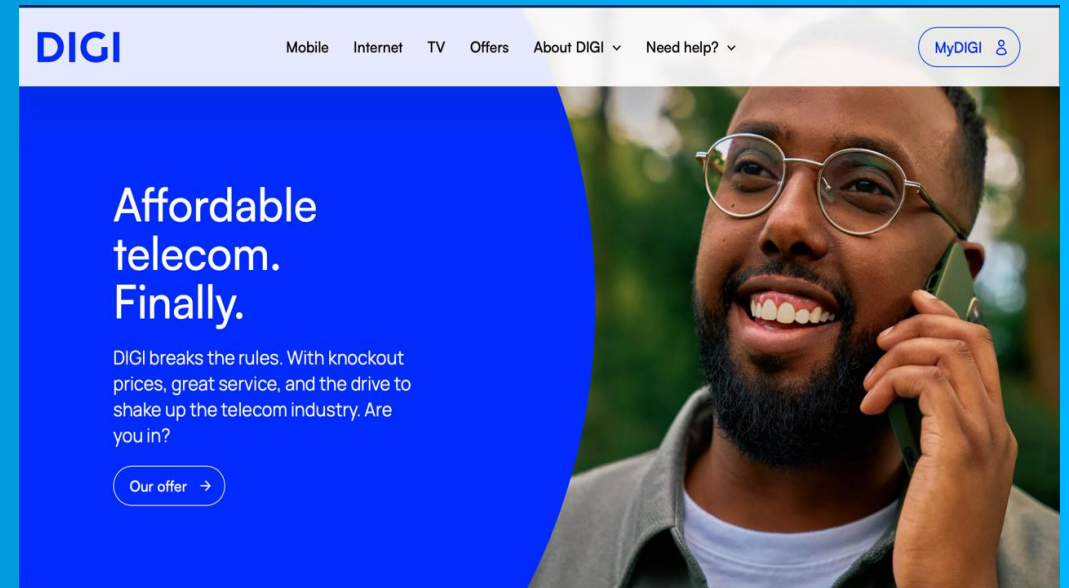 DIGI
Mobile Internet TV Offers About DIGI Need help?
MyDIGI
Affordable
telecom.
Finally.
DIGI breaks the rules. With knockout
prices, great service, and the drive to
shake up the telecom industry. Are
you in?
Our offer →